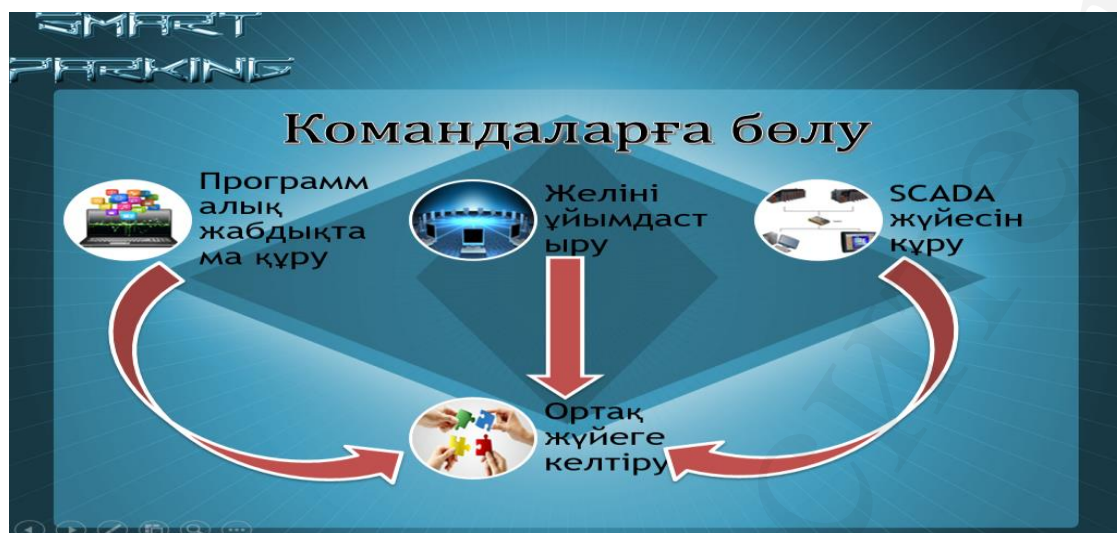 SMART
PARKING
Командаларға бөлу
Программ
алық
жабдықта
ма құру
Желіні
ұйымдаст
ыру
SCADA
жүйесін
құру
Ортақ
жүйеге
келтіру